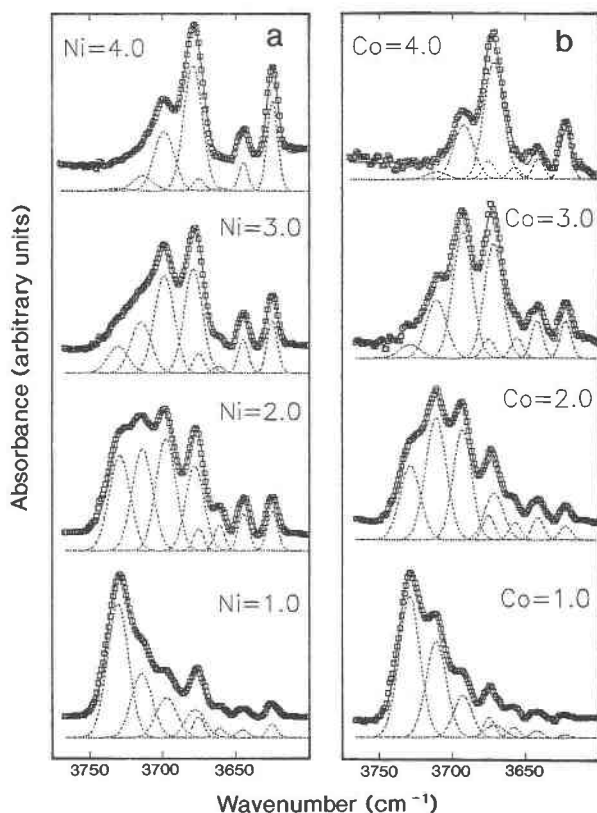 a
Ni=4.0
Ni=3.0
Ni=2.0
Ni=1.0
b
Co=4.0
Co=3.0
Co=2.0
Co=1.0
Absorbance (arbitrary units)
3750 3700 3650
3750 3700 3650
Wavenumber (cm⁻¹)